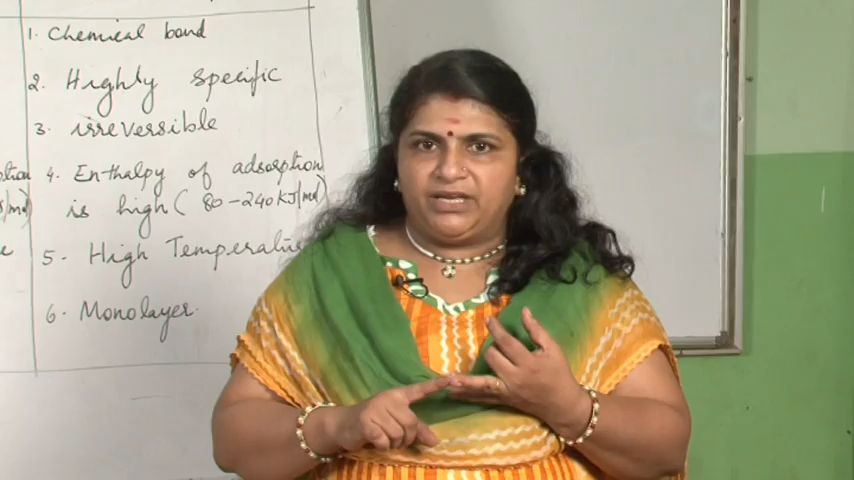 1. Chemical bond
2. Highly specific
3. irreversible
4. Enthalpy of adsorption
is high ( 80-240 KJ/mol)
5. High Temperature
6. Monolayer.